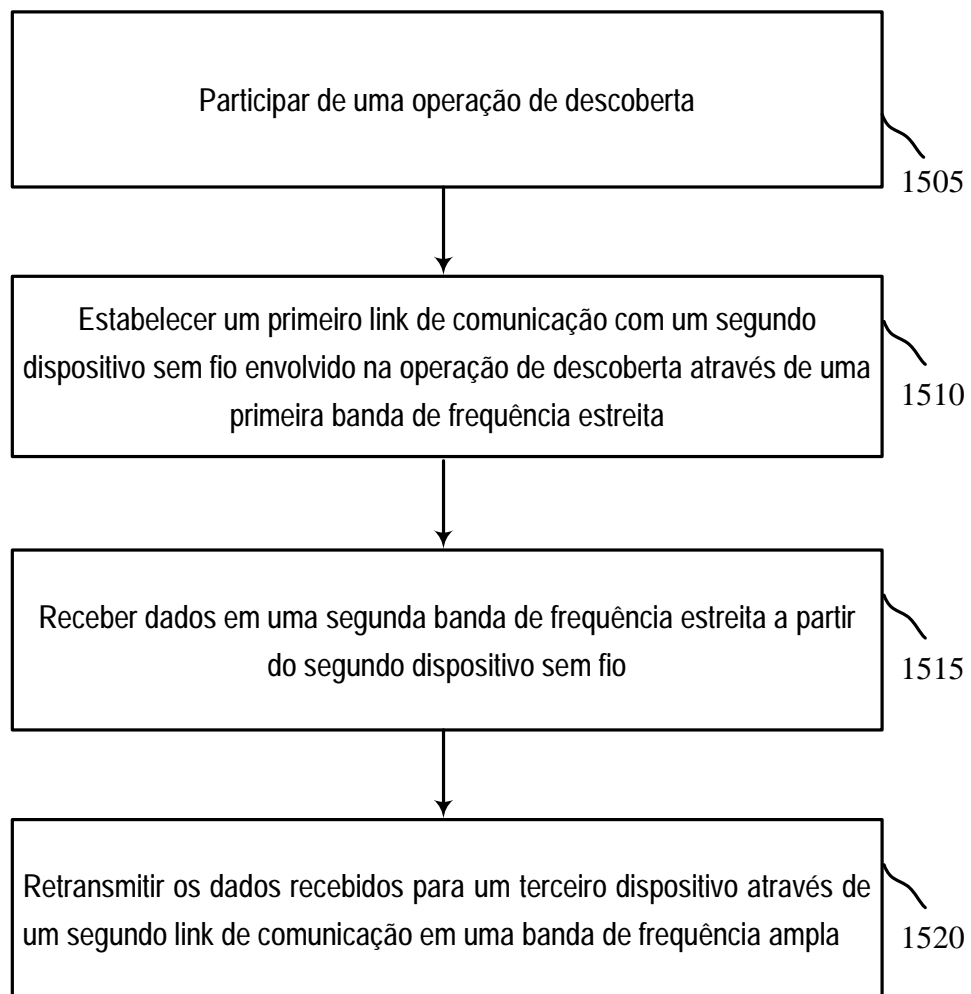 Participar de uma operação de descoberta
1505
Estabelecer um primeiro link de comunicação com um segundo
dispositivo sem fio envolvido na operação de descoberta através de uma
primeira banda de frequência estreita
1510
Receber dados em uma segunda banda de frequência estreita a partir
do segundo dispositivo sem fio
1515
Retransmitir os dados recebidos para um terceiro dispositivo através de
um segundo link de comunicação em uma banda de frequência ampla
1520